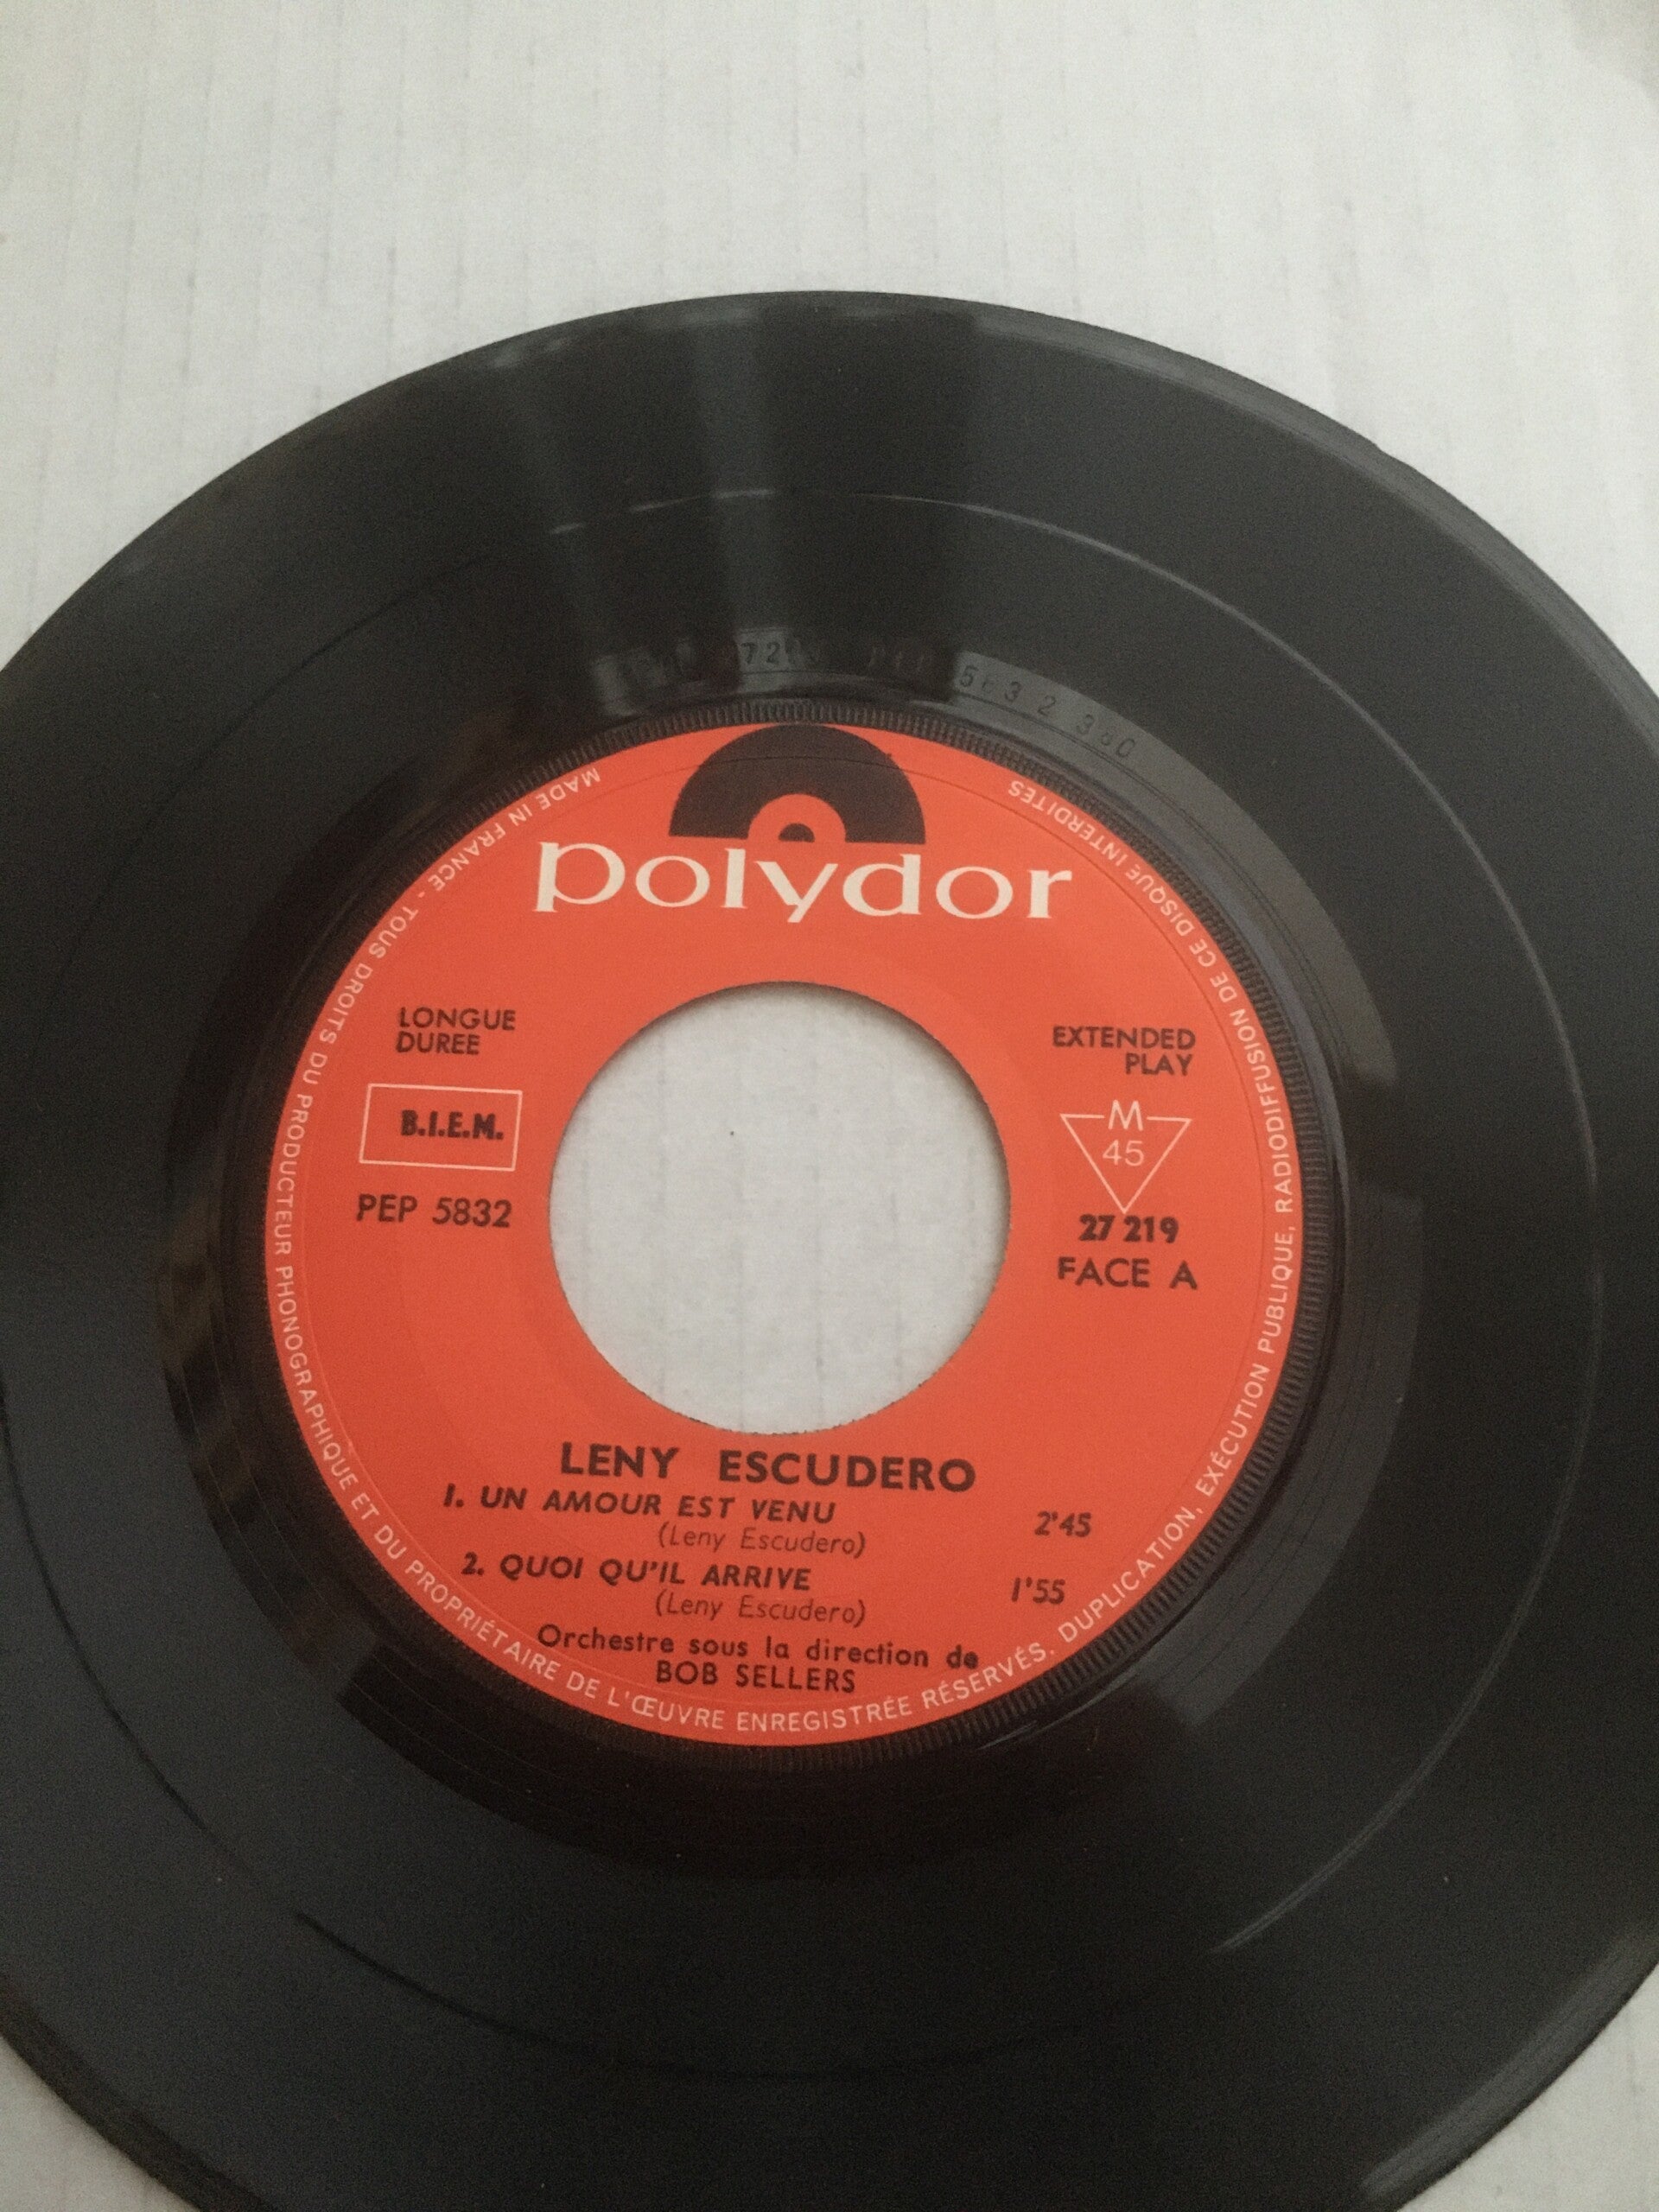 5832 380
polydor
LONGUE
DUREE
EXTENDED
PLAY
B.I.E.M.
M
45
PEP 5832
27 219
FACE A
LENY ESCUDERO
1. UN AMOUR EST VENU 2'45
(Leny Escudero)
2. QUOI QU'IL ARRIVE 1'55
(Leny Escudero)
Orchestre sous la direction de
BOB SELLERS
MADE IN FRANCE - TOUS DROITS DU PRODUCTEUR PHONOGRAPHIQUE ET DU PROPRIÉTAIRE DE L'ŒUVRE ENREGISTRÉE RÉSERVÉS. DUPLICATION, EXÉCUTION PUBLIQUE, RADIODIFFUSION DE CE DISQUE INTERDITES